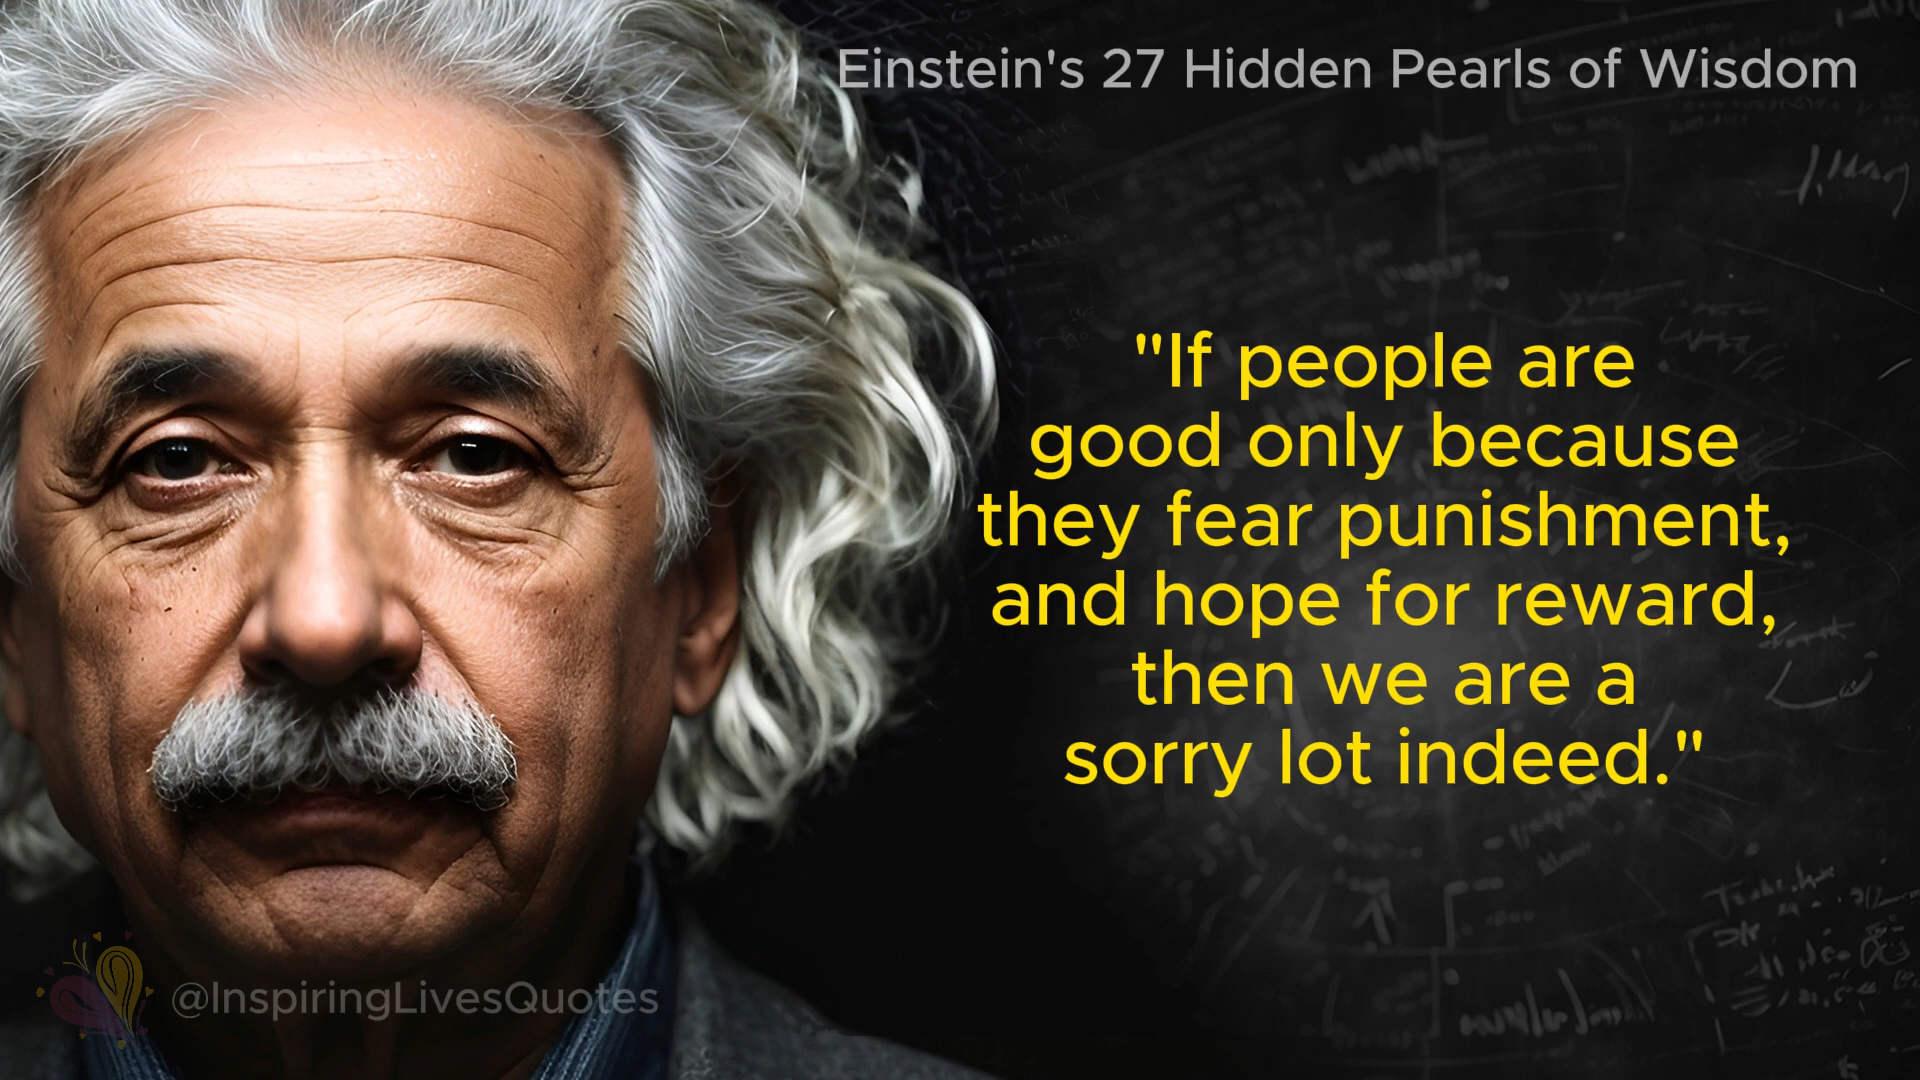 Einstein's 27 Hidden Pearls of Wisdom
"If people are
good only because
they fear punishment,
and hope for reward,
then we are a
sorry lot indeed."
@InspiringLivesQuotes